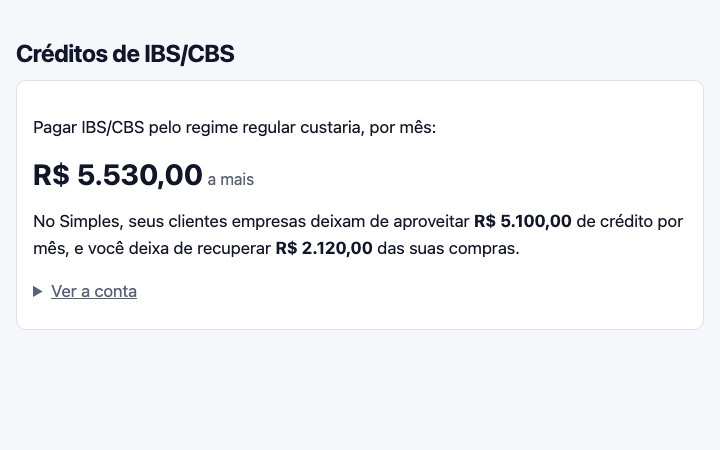 Créditos de IBS/CBS
Pagar IBS/CBS pelo regime regular custaria, por mês:
R$ 5.530,00 a mais
No Simples, seus clientes empresas deixam de aproveitar R$ 5.100,00 de crédito por
mês, e você deixa de recuperar R$ 2.120,00 das suas compras.
Ver a conta